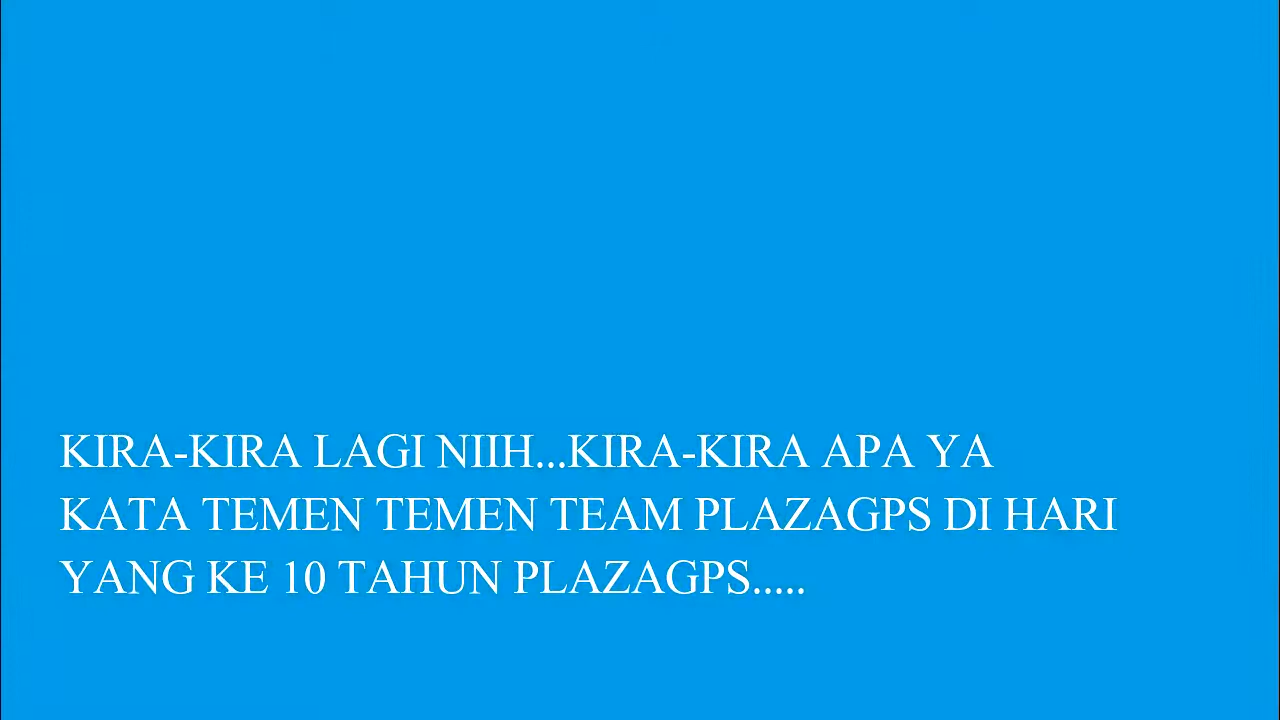 KIRA-KIRA LAGI NIIH...KIRA-KIRA APA YA
KATA TEMEN TEMEN TEAM PLAZAGPS DI HARI
YANG KE 10 TAHUN PLAZAGPS.....